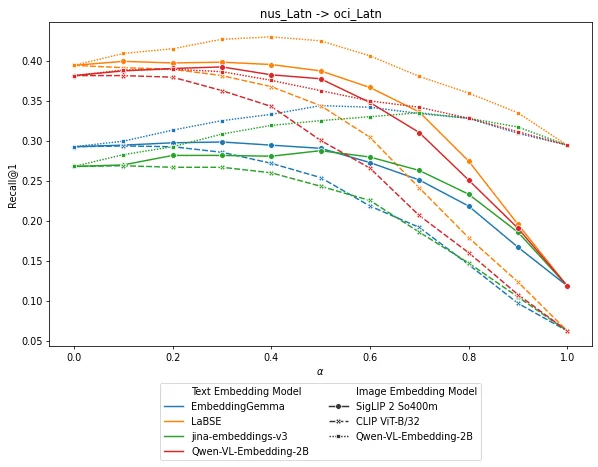 nus_Latn -> oci_Latn
Recall@1
0.40
0.35
0.30
0.25
0.20
0.15
0.10
0.05
0.0
0.2
0.4
0.6
0.8
1.0
α
Text Embedding Model
EmbeddingGemma
LaBSE
jina-embeddings-v3
Qwen-VL-Embedding-2B
Image Embedding Model
SigLIP 2 So400m
CLIP ViT-B/32
Qwen-VL-Embedding-2B